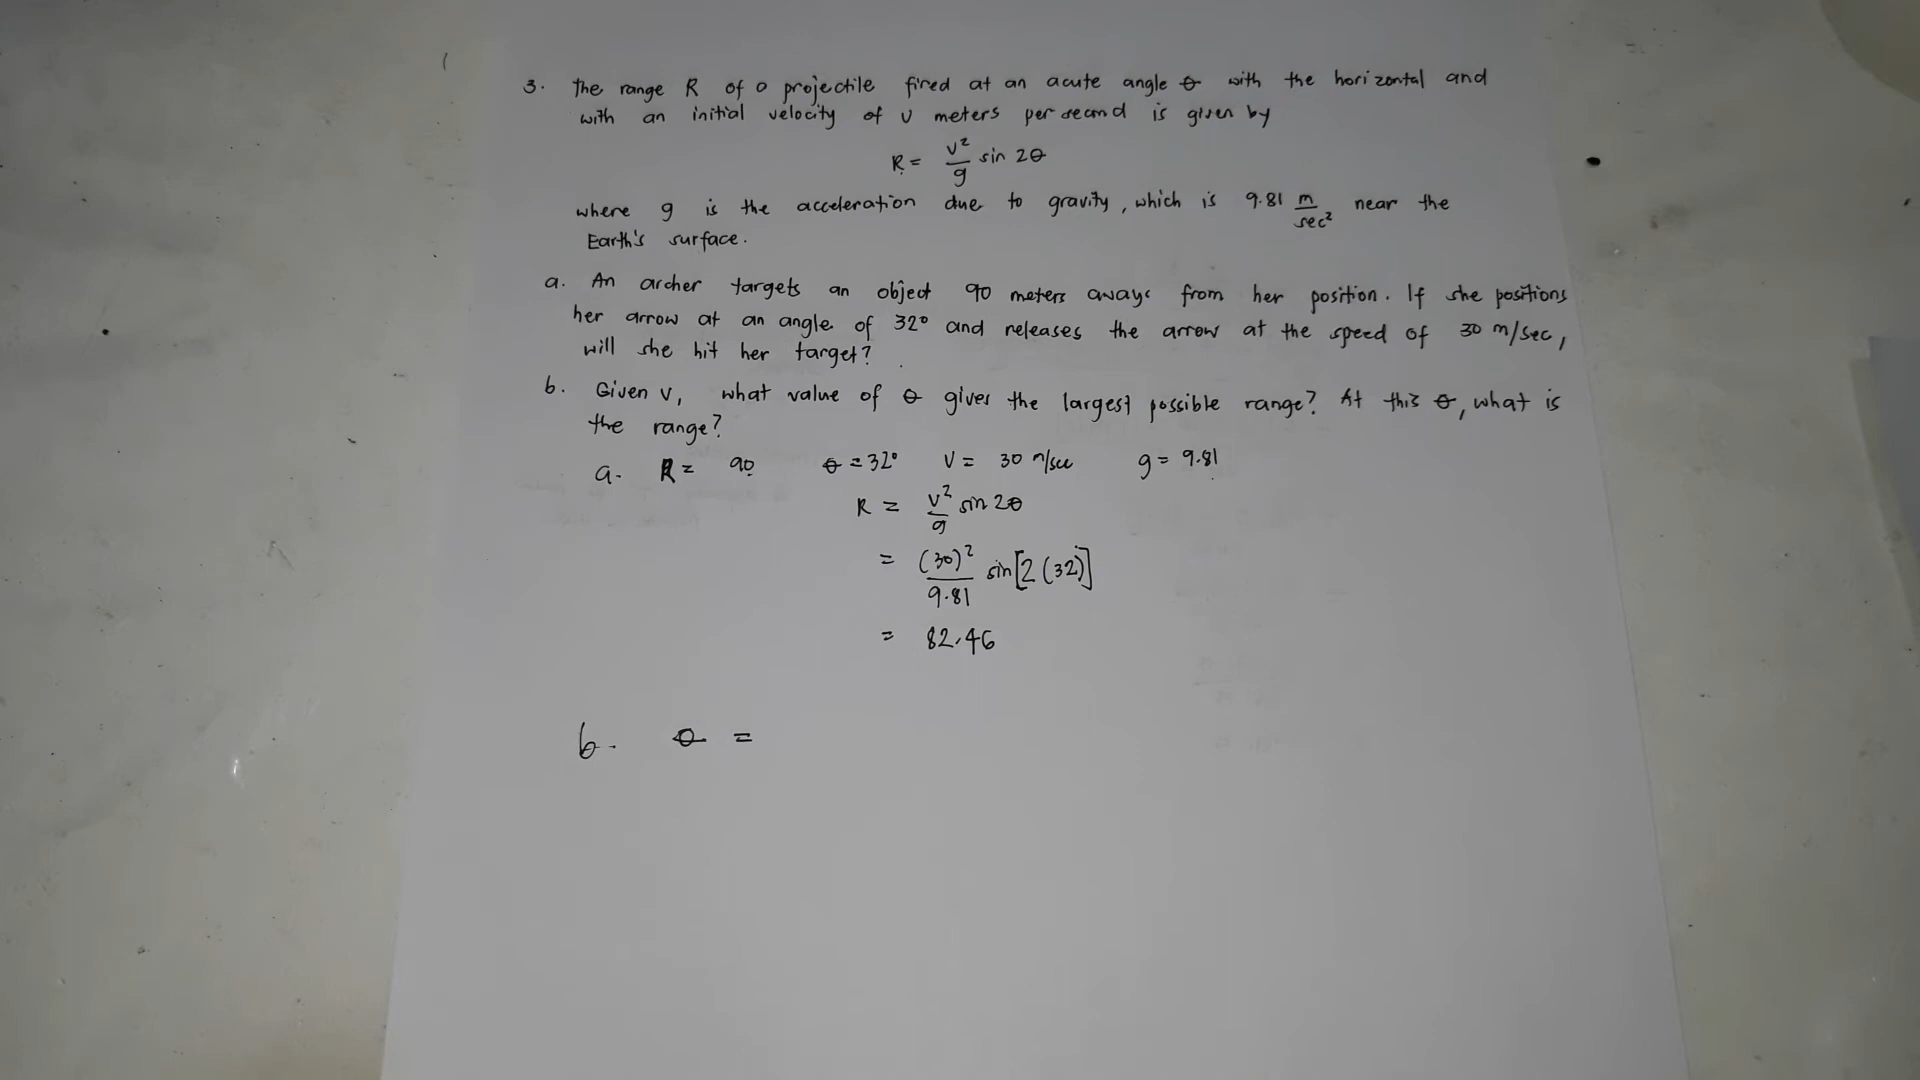 3. The range R of a projectile fired at an acute angle θ with the horizontal and
with an initial velocity of v meters per second is given by
R = v²/g sin 2θ
where g is the acceleration due to gravity, which is 9.81 m/sec² near the
Earth's surface.
a. An archer targets an object 90 meters aways from her position. If she positions
her arrow at an angle of 32° and releases the arrow at the speed of 30 m/sec,
will she hit her target?
b. Given v, what value of θ gives the largest possible range? At this θ, what is
the range?
a. R = 90 θ = 32° V = 30 m/sec g = 9.81
R = v²/g sin 2θ
= (30)²/9.81 sin[2(32)]
= 82.46
b. θ =